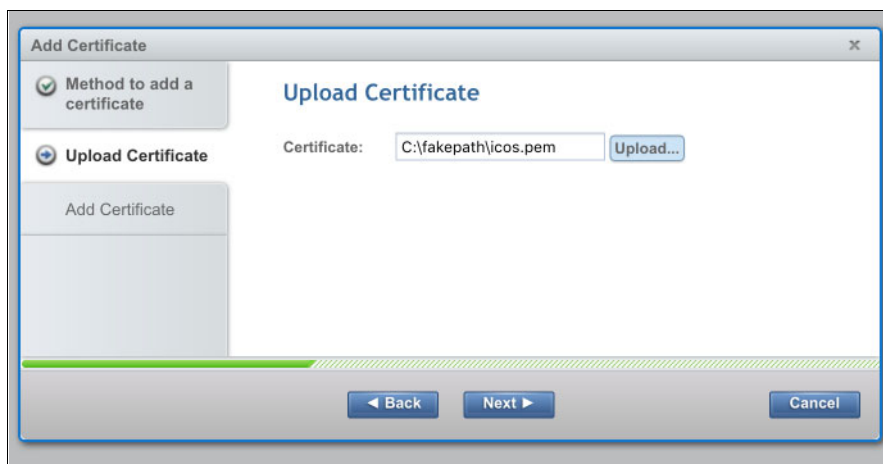 Add Certificate
Method to add a
certificate
Upload Certificate
Add Certificate
Upload Certificate
Certificate: C:\fakepath\icos.pem Upload...
Back Next Cancel